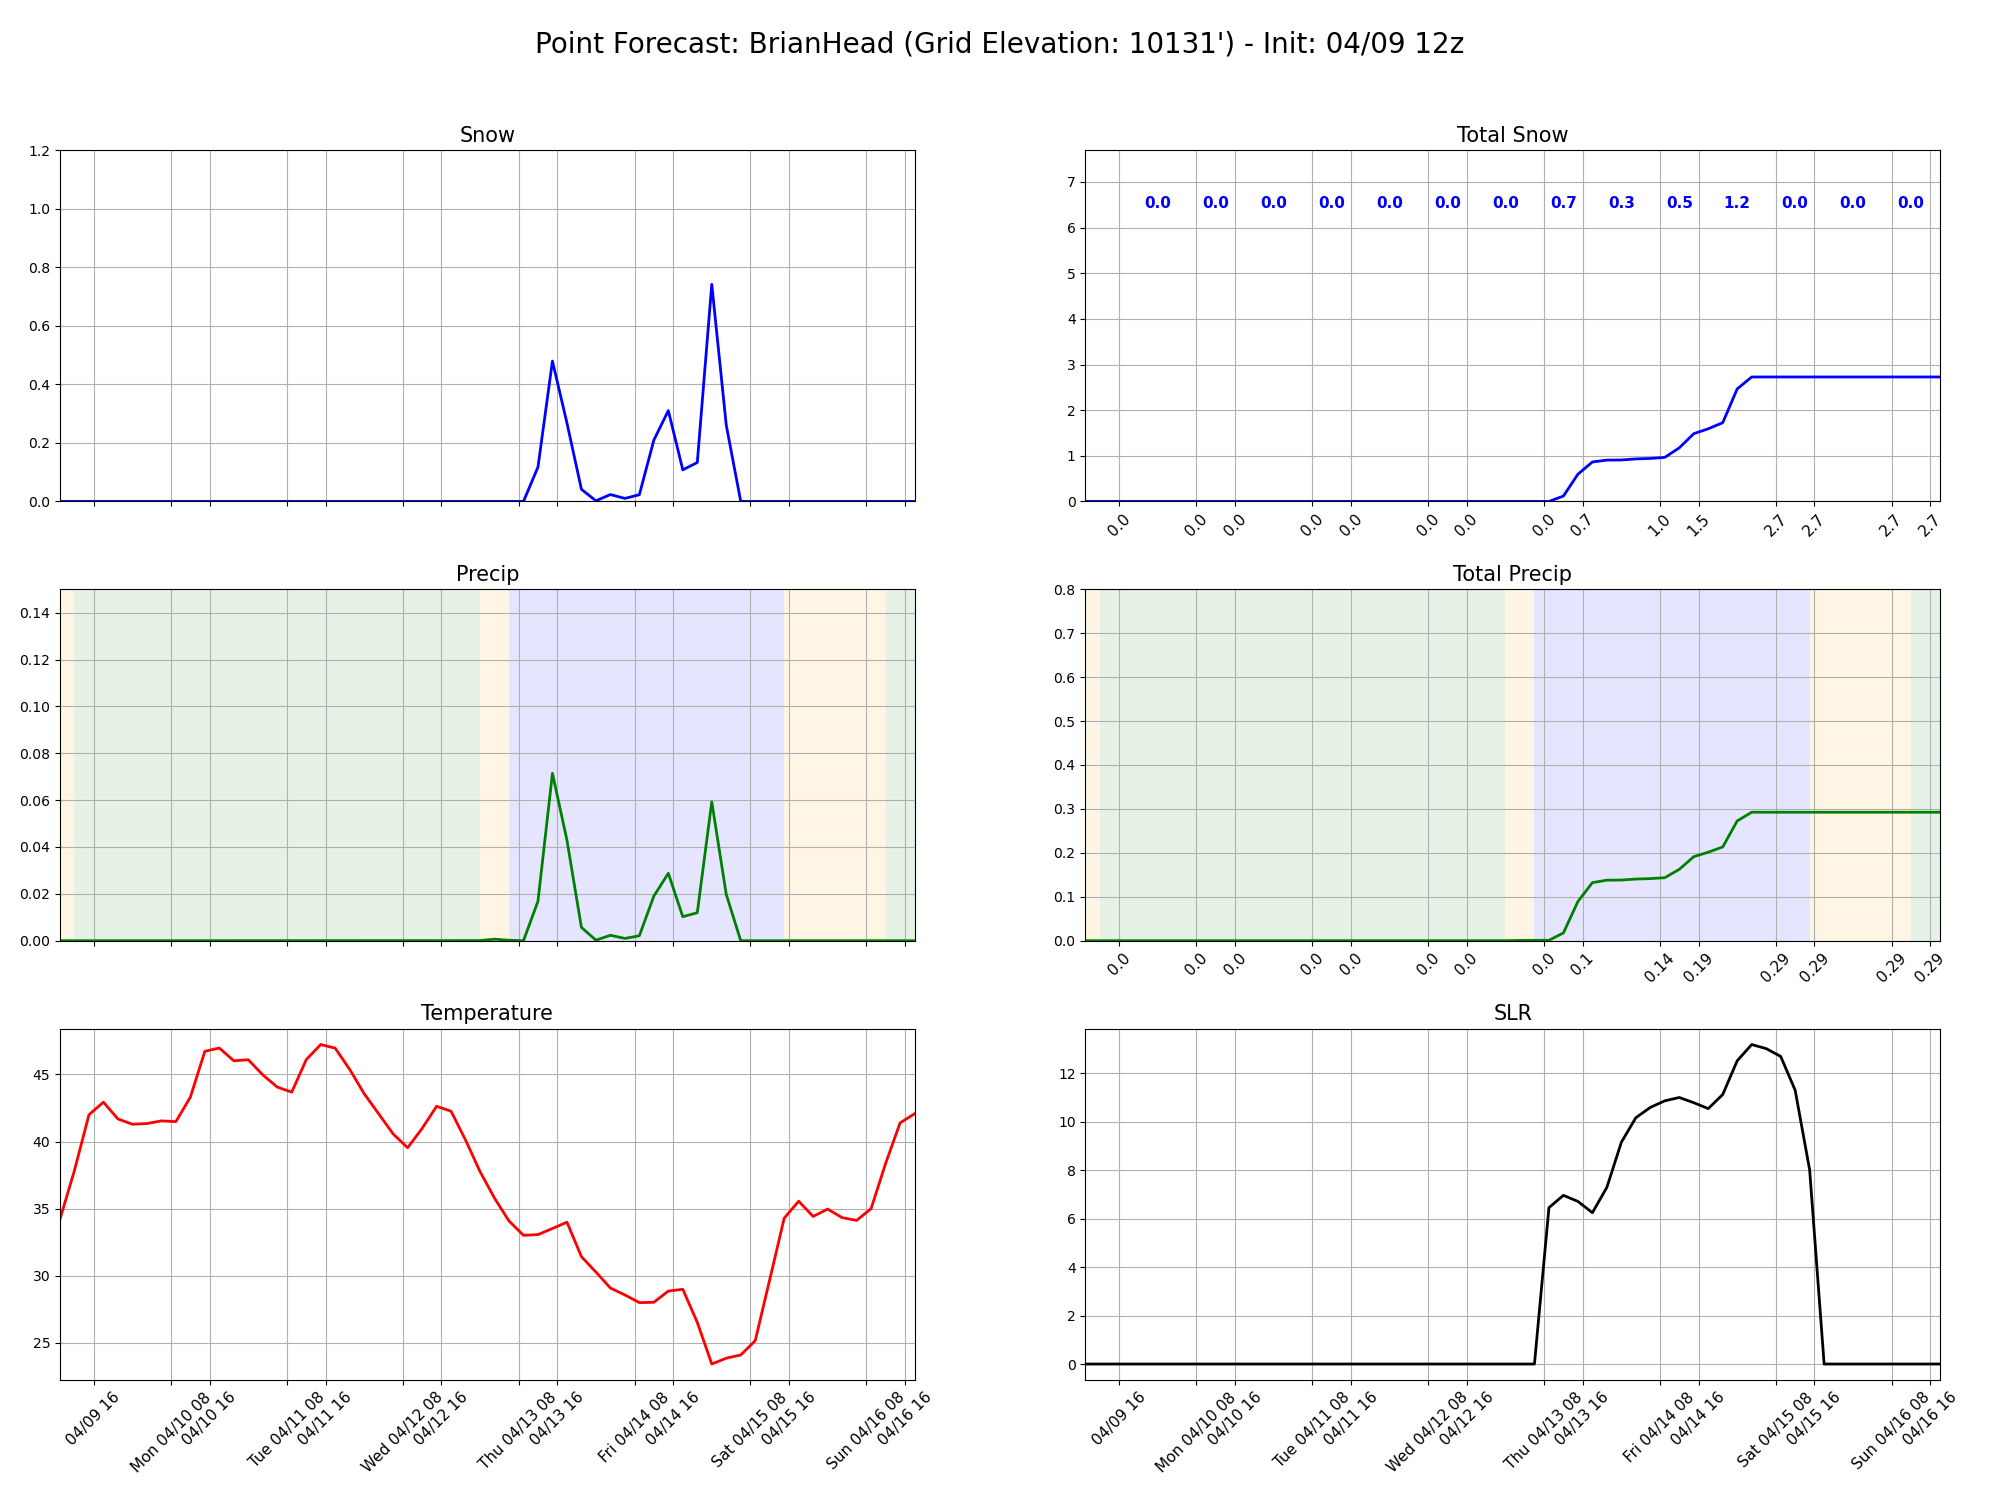 Point Forecast: BrianHead (Grid Elevation: 10131') - Init: 04/09 12z
Snow
1.2
1.0
0.8
0.6
0.4
0.2
0.0
Total Snow
7
6
5
4
3
2
1
0
0.0 0.0 0.0 0.0 0.0 0.0 0.0 0.7 0.3 0.5 1.2 0.0 0.0 0.0
0.0 0.0 0.0 0.0 0.0 0.0 0.0 0.0 0.7 1.0 1.5 2.7 2.7 2.7 2.7
Precip
0.14
0.12
0.10
0.08
0.06
0.04
0.02
0.00
Total Precip
0.8
0.7
0.6
0.5
0.4
0.3
0.2
0.1
0.0
0.0 0.0 0.0 0.0 0.0 0.0 0.0 0.0 0.1 0.14 0.19 0.29 0.29 0.29 0.29
Temperature
45
40
35
30
25
04/09 16
Mon 04/10 08
04/10 16
Tue 04/11 08
04/11 16
Wed 04/12 08
04/12 16
Thu 04/13 08
04/13 16
Fri 04/14 08
04/14 16
Sat 04/15 08
04/15 16
Sun 04/16 08
04/16 16
SLR
12
10
8
6
4
2
0
04/09 16
Mon 04/10 08
04/10 16
Tue 04/11 08
04/11 16
Wed 04/12 08
04/12 16
Thu 04/13 08
04/13 16
Fri 04/14 08
04/14 16
Sat 04/15 08
04/15 16
Sun 04/16 08
04/16 16